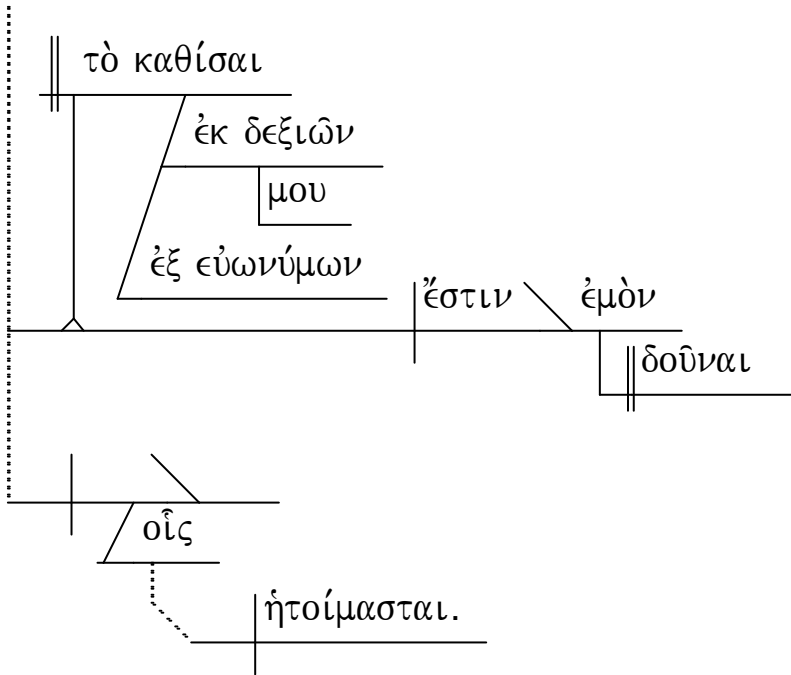 τὸ καθίσαι
ἐκ δεξιῶν
μου
ἐξ εὐωνύμων
ἔστιν ἐμὸν
δοῦναι
οἷς
ἡτοίμασται.